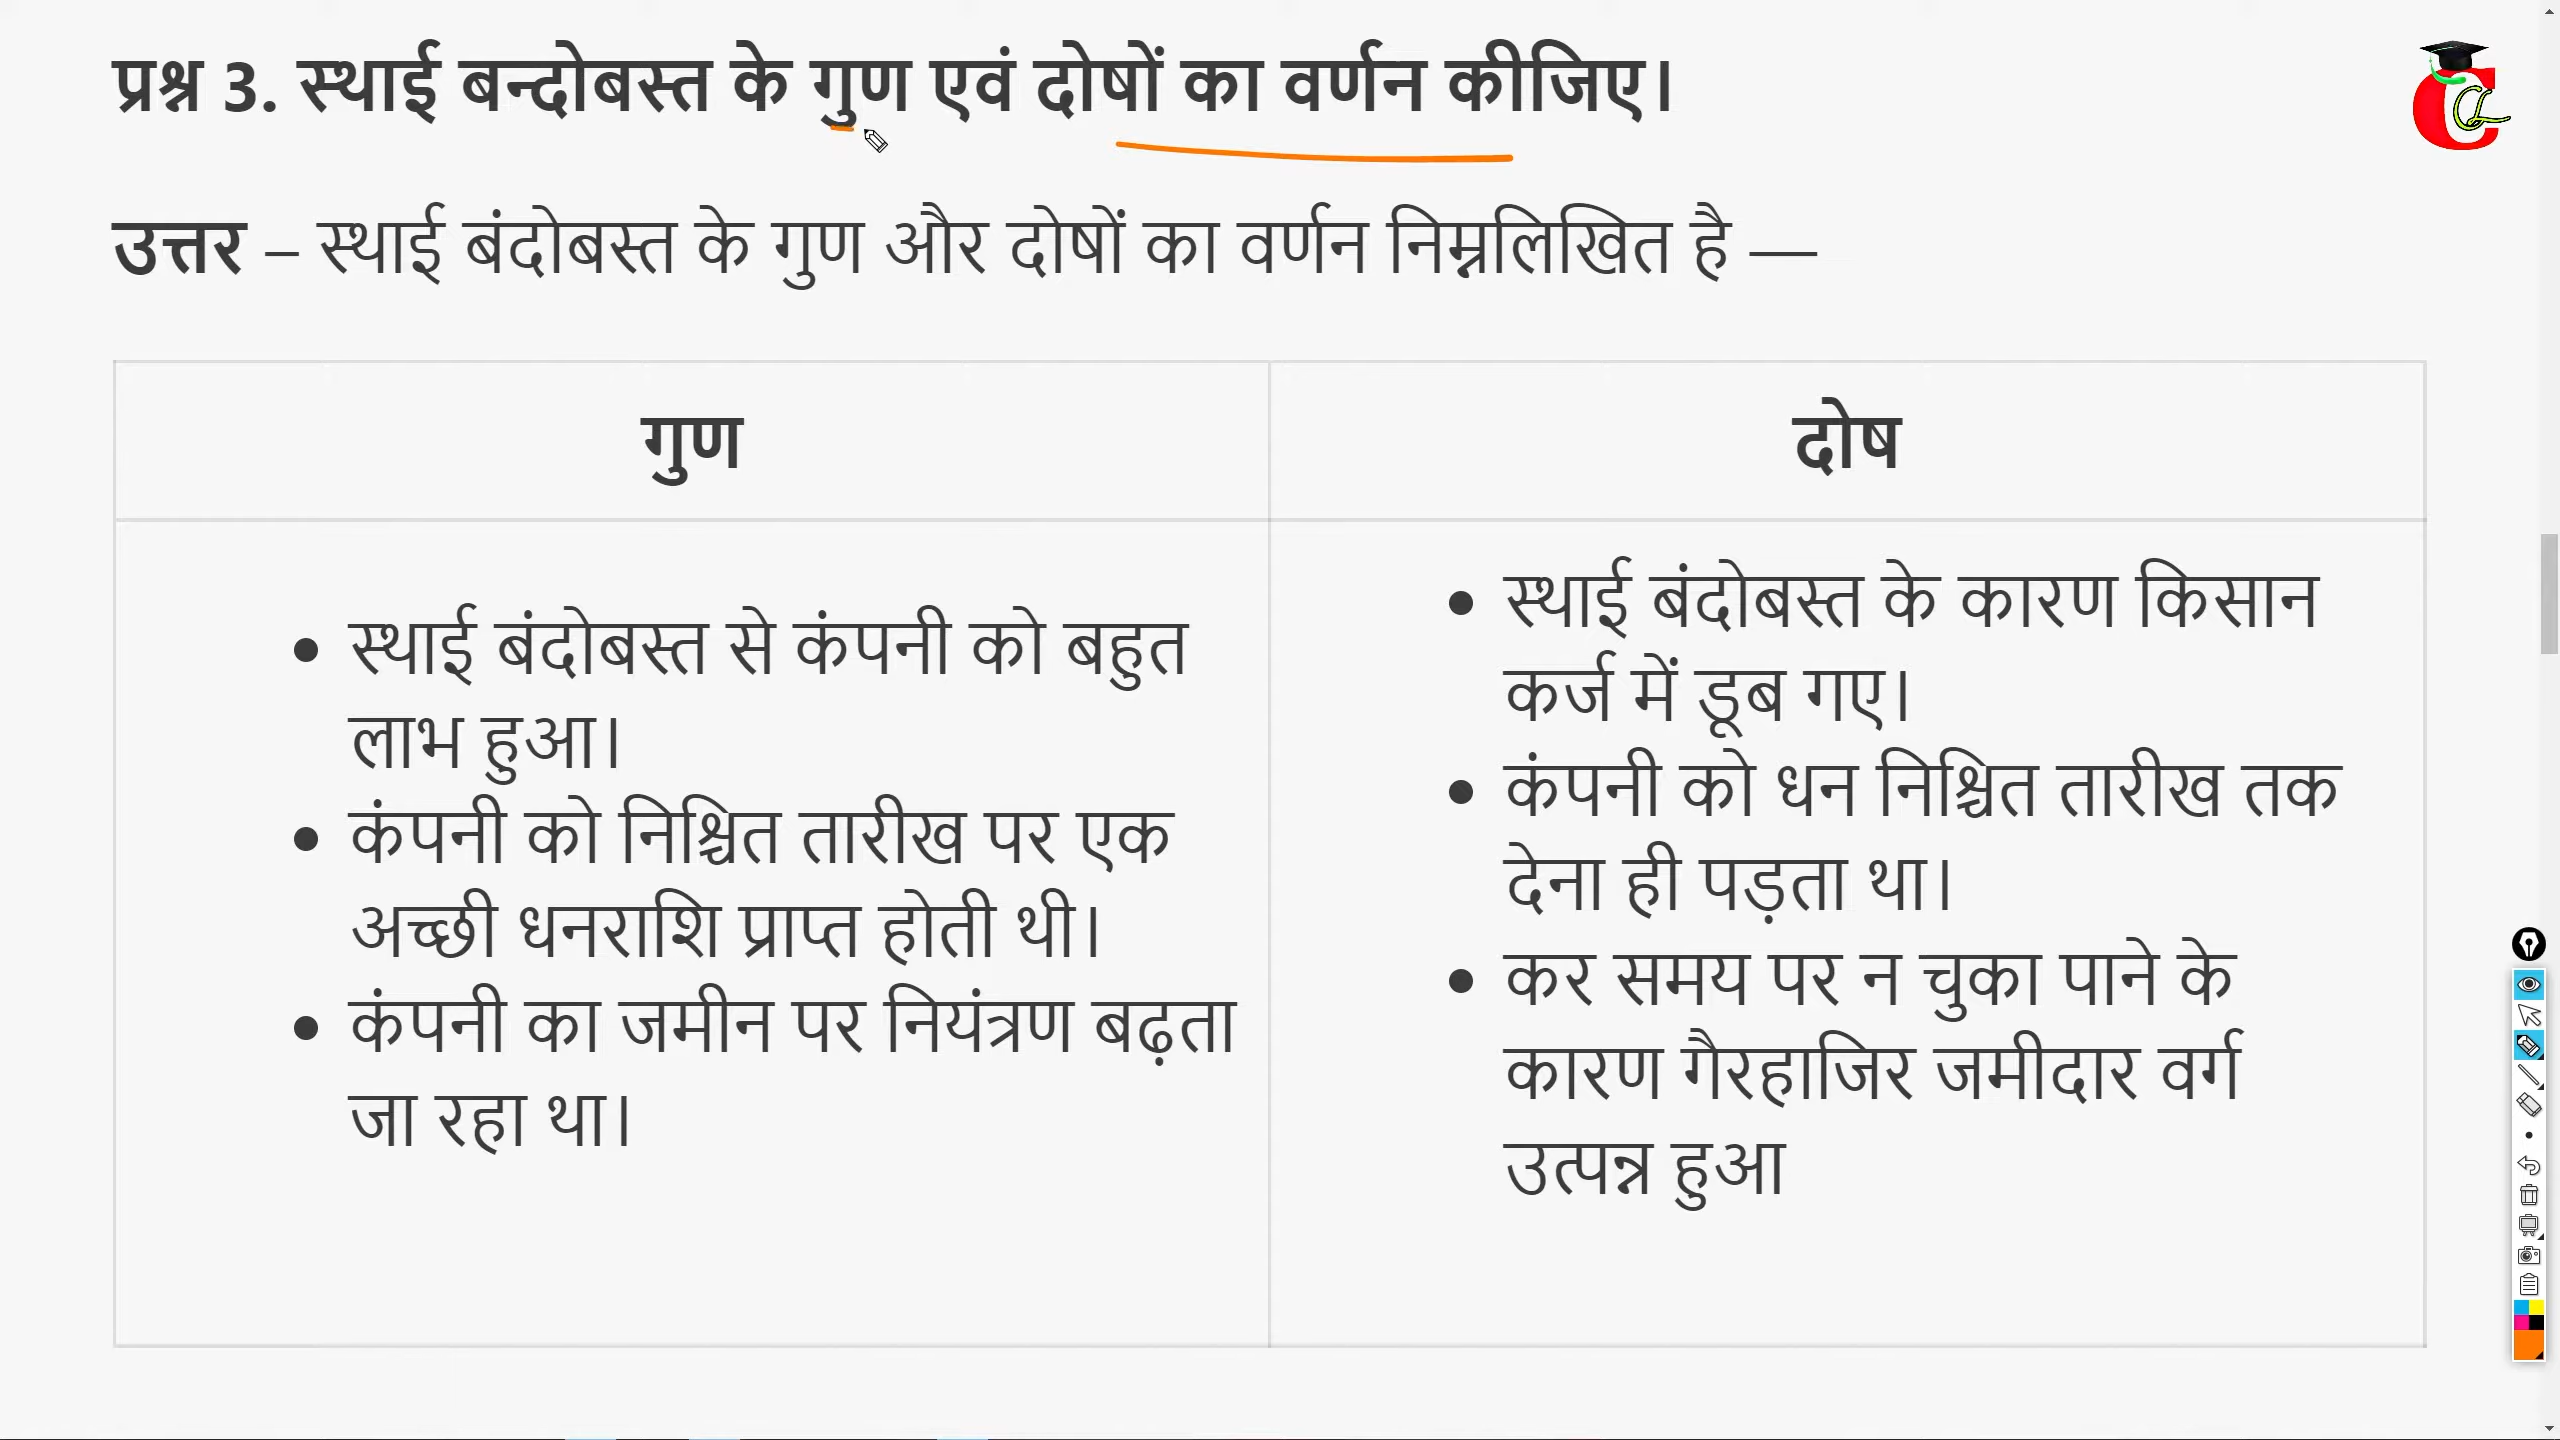 प्रश्न 3. स्थाई बन्दोबस्त के गुण एवं दोषों का वर्णन कीजिए।
उत्तर – स्थाई बंदोबस्त के गुण और दोषों का वर्णन निम्नलिखित है —
गुण
दोष
• स्थाई बंदोबस्त से कंपनी को बहुत
लाभ हुआ।
• कंपनी को निश्चित तारीख पर एक
अच्छी धनराशि प्राप्त होती थी।
• कंपनी का जमीन पर नियंत्रण बढ़ता
जा रहा था।
• स्थाई बंदोबस्त के कारण किसान
कर्ज में डूब गए।
• कंपनी को धन निश्चित तारीख तक
देना ही पड़ता था।
• कर समय पर न चुका पाने के
कारण गैरहाजिर जमीदार वर्ग
उत्पन्न हुआ